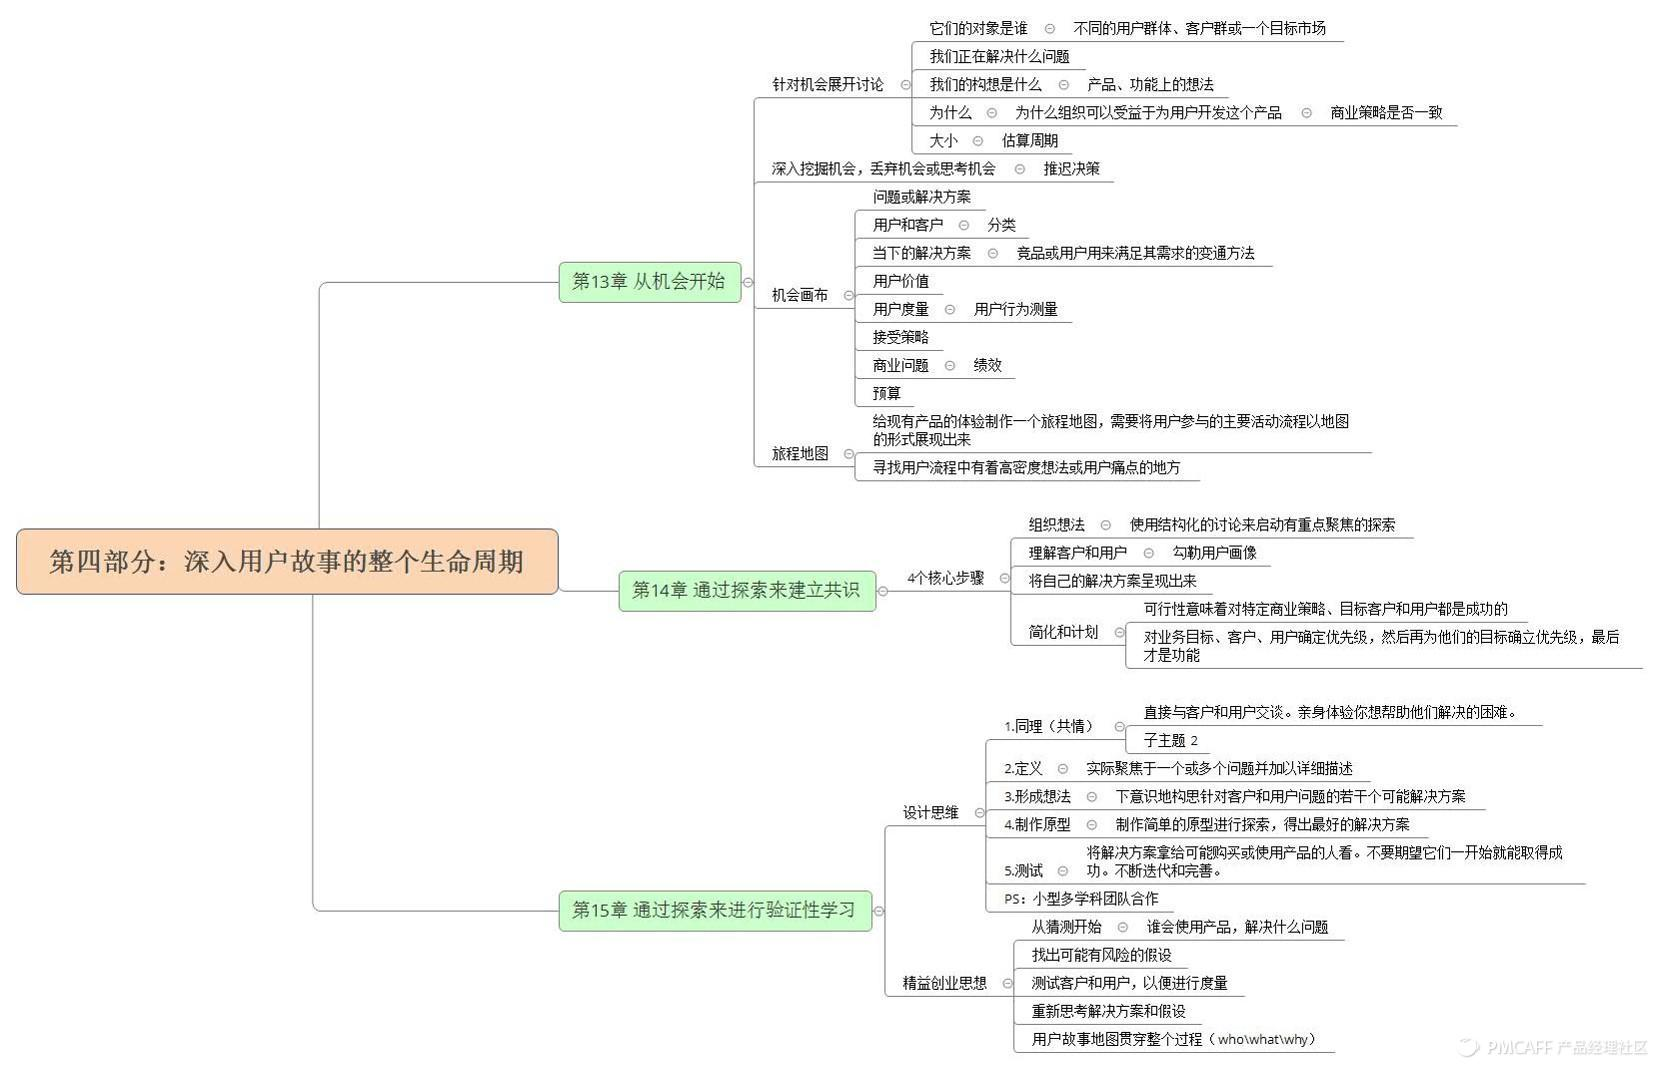 它们的对象是谁 不同的用户群体、客户群或一个目标市场
我们正在解决什么问题
针对机会展开讨论
我们的构想是什么 产品、功能上的想法
为什么 为什么组织可以受益于为用户开发这个产品 商业策略是否一致
大小 估算周期
深入挖掘机会，丢弃机会或思考机会 推迟决策
问题或解决方案
用户和客户 分类
当下的解决方案 竞品或用户用来满足其需求的变通方法
第13章 从机会开始
用户价值
机会画布
用户度量 用户行为测量
接受策略
商业问题 绩效
预算
给现有产品的体验制作一个旅程地图，需要将用户参与的主要活动流程以地图
的形式展现出来
旅程地图
寻找用户流程中有着高密度想法或用户痛点的地方
第四部分：深入用户故事的整个生命周期
组织想法 使用结构化的讨论来启动有重点聚焦的探索
理解客户和用户 勾勒用户画像
第14章 通过探索来建立共识
4个核心步骤
将自己的解决方案呈现出来
可行性意味着对特定商业策略、目标客户和用户都是成功的
简化和计划
对业务目标、客户、用户确定优先级，然后再为他们的目标确立优先级，最后
才是功能
直接与客户和用户交谈。亲身体验你想帮助他们解决的困难。
1.同理（共情）
子主题 2
2.定义 实际聚焦于一个或多个问题并加以详细描述
3.形成想法 下意识地构思针对客户和用户问题的若干个可能解决方案
设计思维
4.制作原型 制作简单的原型进行探索，得出最好的解决方案
将解决方案拿给可能购买或使用产品的人看。不要期望它们一开始就能取得成
5.测试 功。不断迭代和完善。
PS：小型多学科团队合作
第15章 通过探索来进行验证性学习
从猜测开始 谁会使用产品，解决什么问题
找出可能有风险的假设
精益创业思想
测试客户和用户，以便进行度量
重新思考解决方案和假设
用户故事地图贯穿整个过程（who\what\why）
PMCAFF 产品经理社区